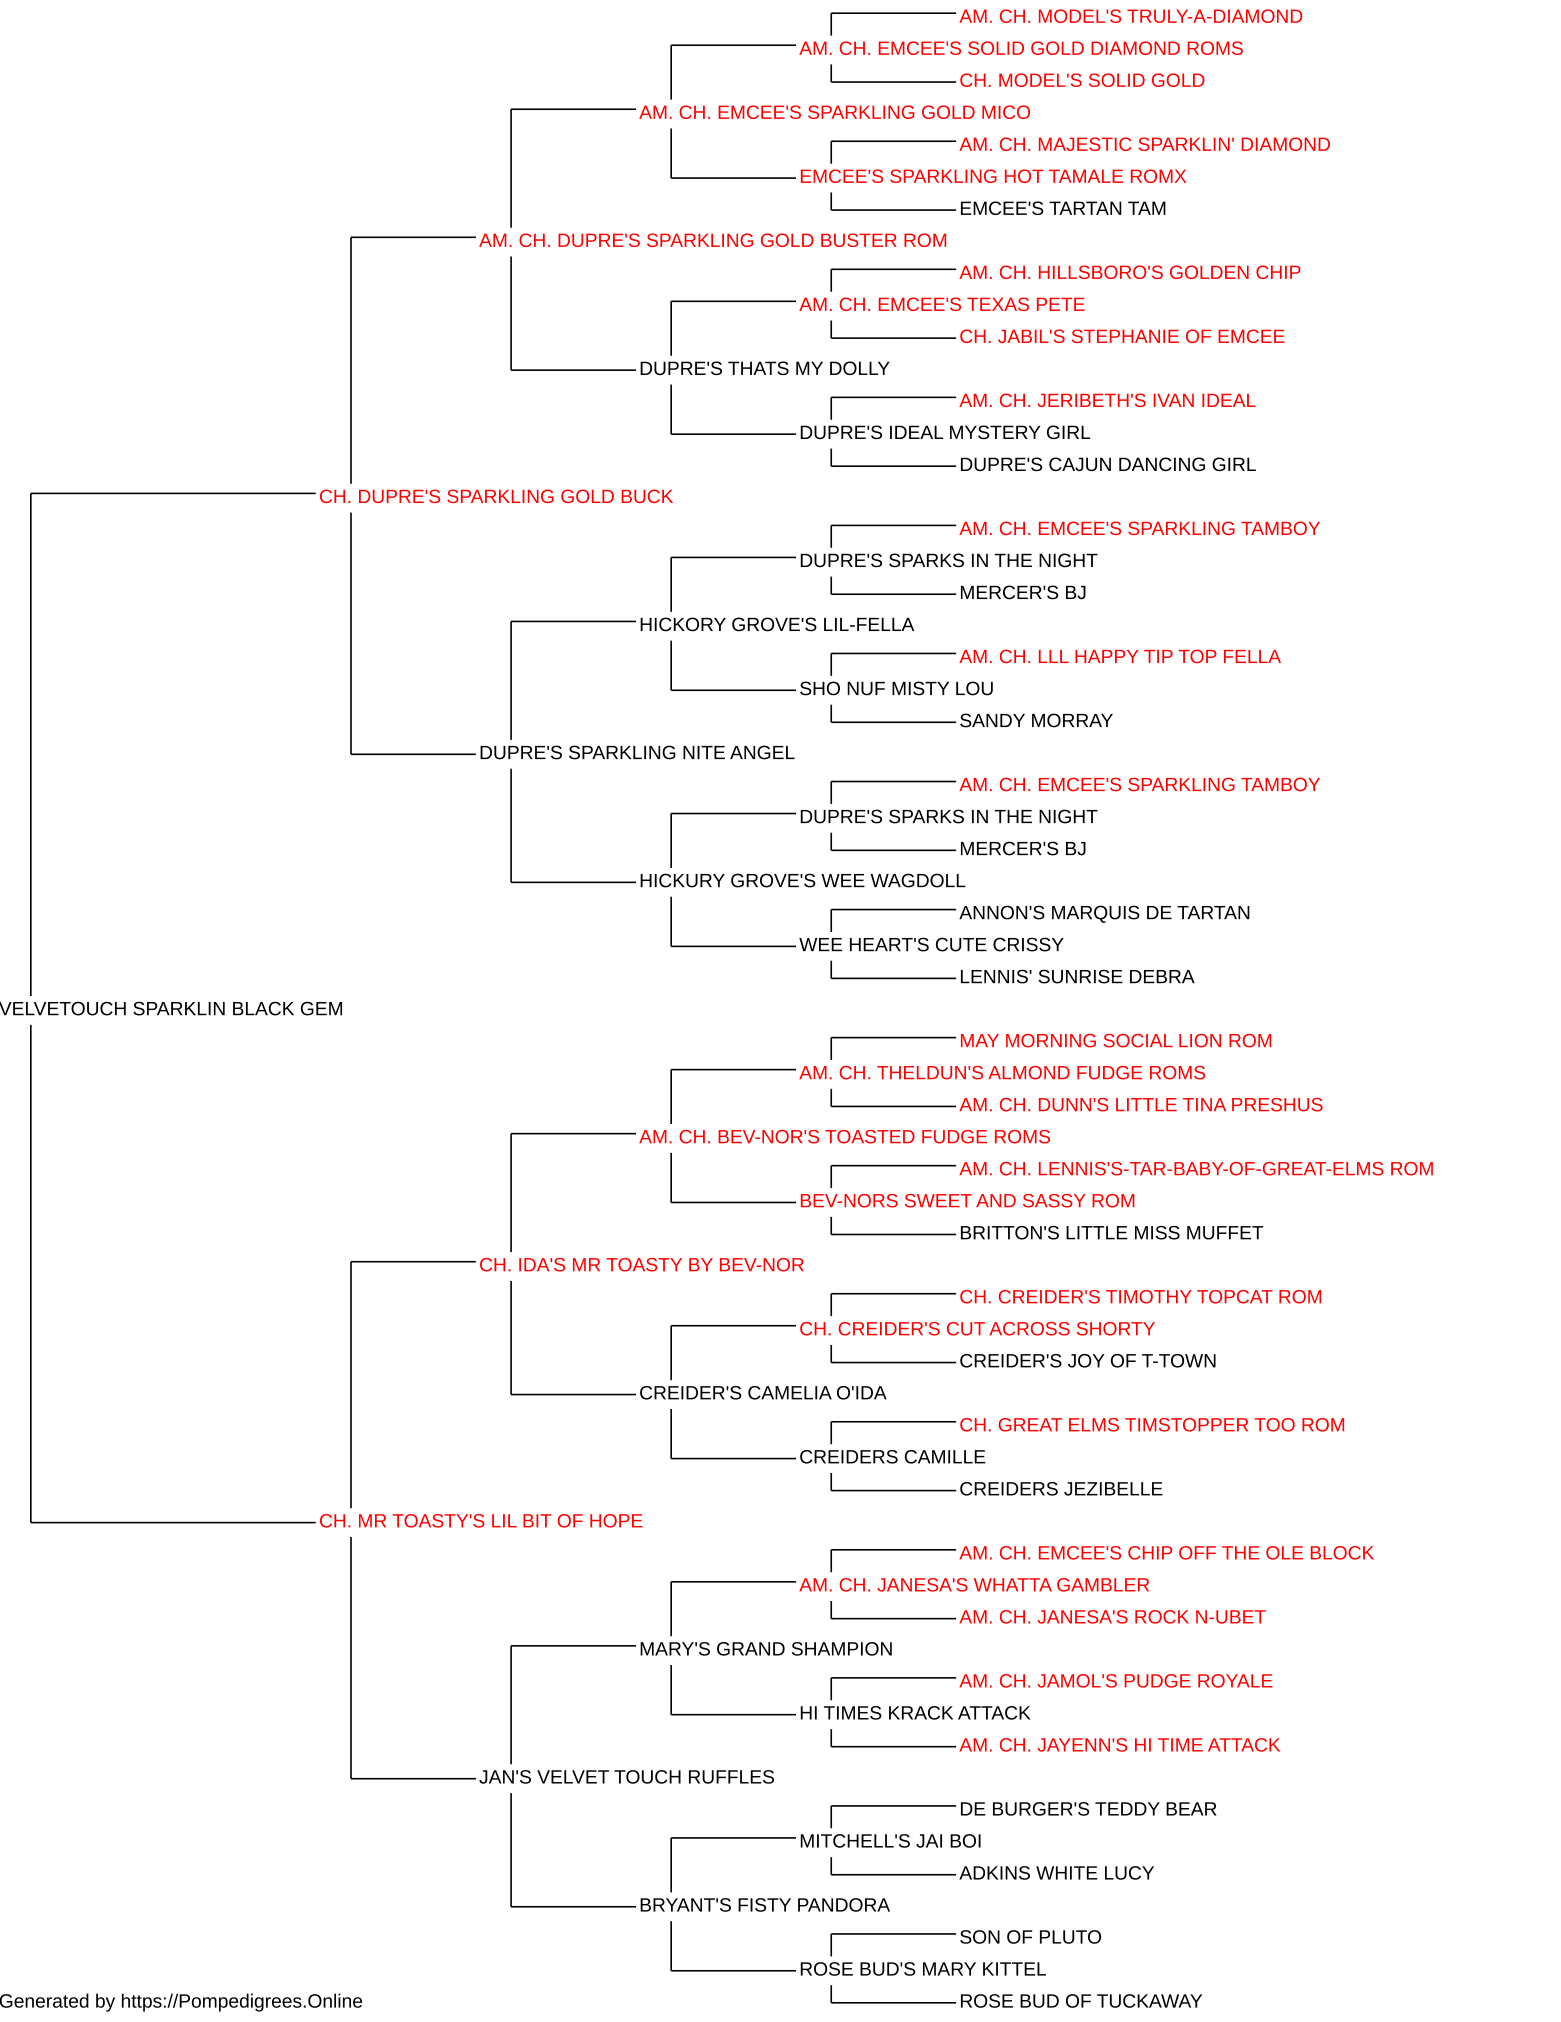 AM. CH. MODEL'S TRULY-A-DIAMOND
AM. CH. EMCEE'S SOLID GOLD DIAMOND ROMS
CH. MODEL'S SOLID GOLD
AM. CH. EMCEE'S SPARKLING GOLD MICO
AM. CH. MAJESTIC SPARKLIN' DIAMOND
EMCEE'S SPARKLING HOT TAMALE ROMX
EMCEE'S TARTAN TAM
AM. CH. DUPRE'S SPARKLING GOLD BUSTER ROM
AM. CH. HILLSBORO'S GOLDEN CHIP
AM. CH. EMCEE'S TEXAS PETE
CH. JABIL'S STEPHANIE OF EMCEE
DUPRE'S THATS MY DOLLY
AM. CH. JERIBETH'S IVAN IDEAL
DUPRE'S IDEAL MYSTERY GIRL
DUPRE'S CAJUN DANCING GIRL
CH. DUPRE'S SPARKLING GOLD BUCK
AM. CH. EMCEE'S SPARKLING TAMBOY
DUPRE'S SPARKS IN THE NIGHT
MERCER'S BJ
HICKORY GROVE'S LIL-FELLA
AM. CH. LLL HAPPY TIP TOP FELLA
SHO NUF MISTY LOU
SANDY MORRAY
DUPRE'S SPARKLING NITE ANGEL
AM. CH. EMCEE'S SPARKLING TAMBOY
DUPRE'S SPARKS IN THE NIGHT
MERCER'S BJ
HICKURY GROVE'S WEE WAGDOLL
ANNON'S MARQUIS DE TARTAN
WEE HEART'S CUTE CRISSY
LENNIS' SUNRISE DEBRA
VELVETOUCH SPARKLIN BLACK GEM
MAY MORNING SOCIAL LION ROM
AM. CH. THELDUN'S ALMOND FUDGE ROMS
AM. CH. DUNN'S LITTLE TINA PRESHUS
AM. CH. BEV-NOR'S TOASTED FUDGE ROMS
AM. CH. LENNIS'S-TAR-BABY-OF-GREAT-ELMS ROM
BEV-NORS SWEET AND SASSY ROM
BRITTON'S LITTLE MISS MUFFET
CH. IDA'S MR TOASTY BY BEV-NOR
CH. CREIDER'S TIMOTHY TOPCAT ROM
CH. CREIDER'S CUT ACROSS SHORTY
CREIDER'S JOY OF T-TOWN
CREIDER'S CAMELIA O'IDA
CH. GREAT ELMS TIMSTOPPER TOO ROM
CREIDERS CAMILLE
CREIDERS JEZIBELLE
CH. MR TOASTY'S LIL BIT OF HOPE
AM. CH. EMCEE'S CHIP OFF THE OLE BLOCK
AM. CH. JANESA'S WHATTA GAMBLER
AM. CH. JANESA'S ROCK N-UBET
MARY'S GRAND SHAMPION
AM. CH. JAMOL'S PUDGE ROYALE
HI TIMES KRACK ATTACK
AM. CH. JAYENN'S HI TIME ATTACK
JAN'S VELVET TOUCH RUFFLES
DE BURGER'S TEDDY BEAR
MITCHELL'S JAI BOI
ADKINS WHITE LUCY
BRYANT'S FISTY PANDORA
SON OF PLUTO
ROSE BUD'S MARY KITTEL
ROSE BUD OF TUCKAWAY
Generated by https://Pompedigrees.Online